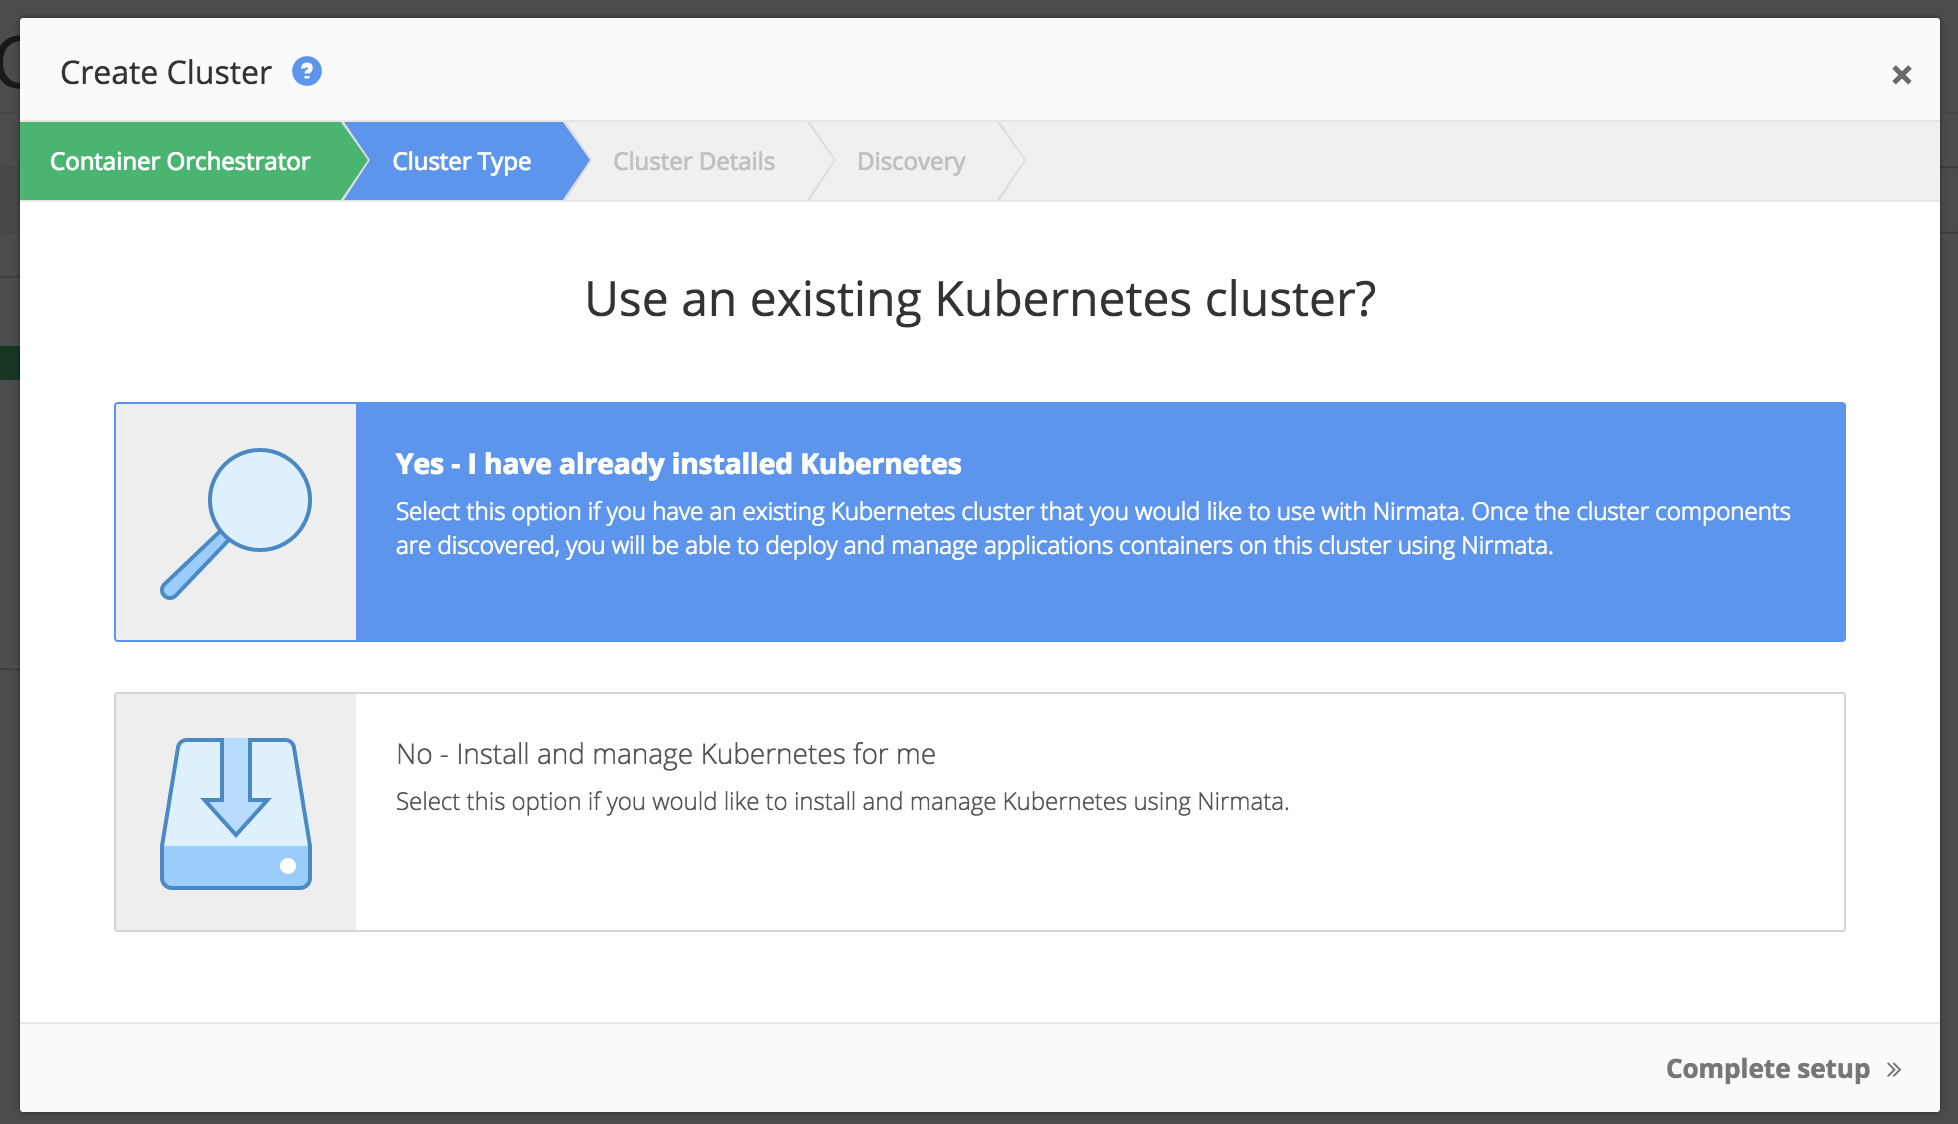 Create Cluster ?
Container Orchestrator
Cluster Type
Cluster Details
Discovery
Use an existing Kubernetes cluster?
Yes - I have already installed Kubernetes
Select this option if you have an existing Kubernetes cluster that you would like to use with Nirmata. Once the cluster components
are discovered, you will be able to deploy and manage applications containers on this cluster using Nirmata.
No - Install and manage Kubernetes for me
Select this option if you would like to install and manage Kubernetes using Nirmata.
Complete setup »